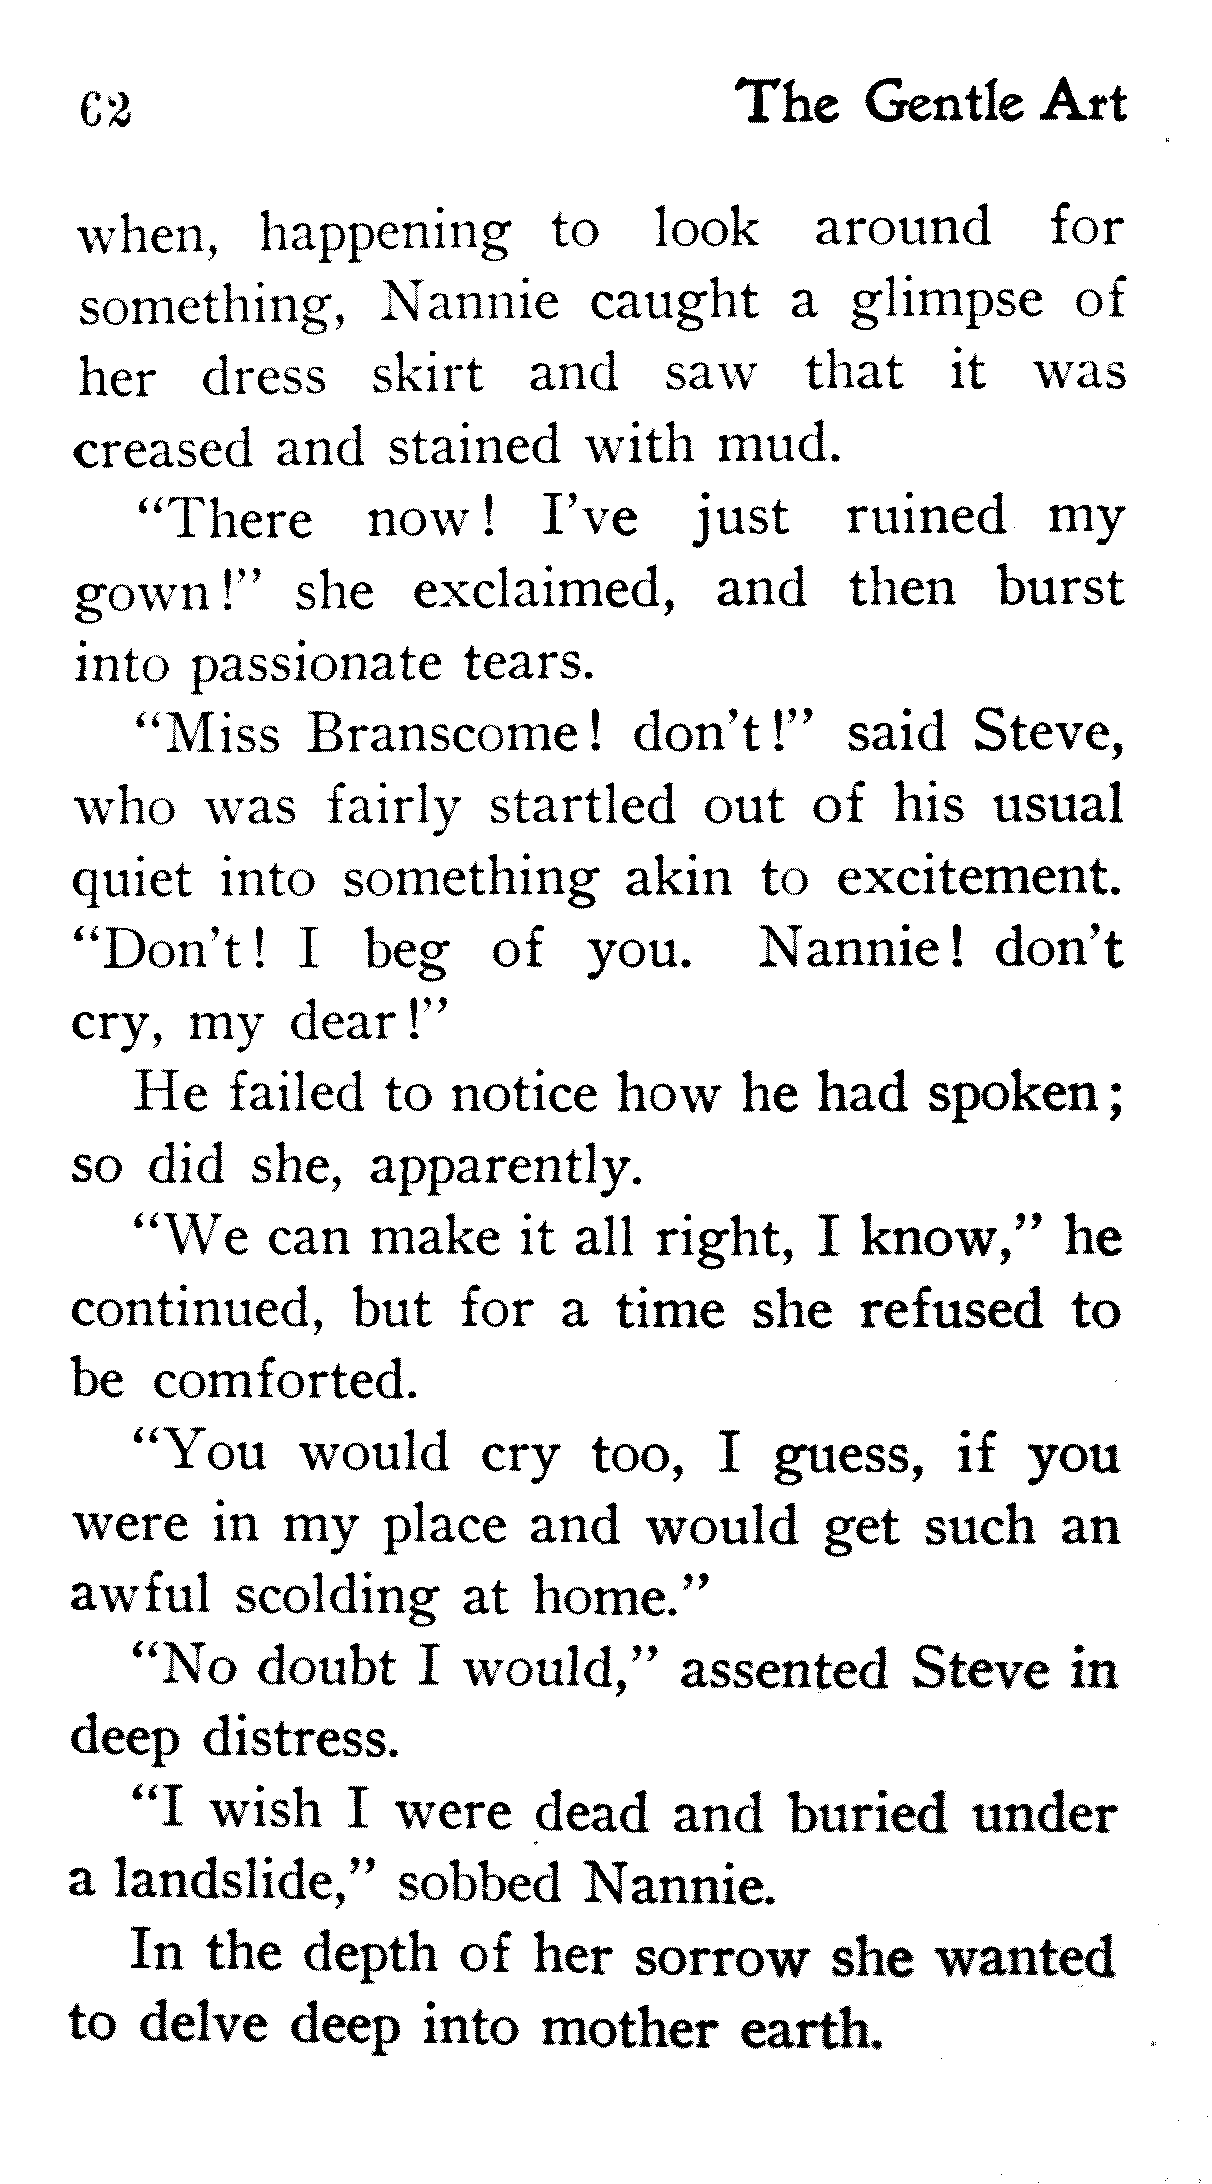 62 The Gentle Art
when, happening to look around for
something, Nannie caught a glimpse of
her dress skirt and saw that it was
creased and stained with mud.
“There now! I’ve just ruined my
gown!” she exclaimed, and then burst
into passionate tears.
“Miss Branscome! don’t!” said Steve,
who was fairly startled out of his usual
quiet into something akin to excitement.
“Don’t! I beg of you. Nannie! don’t
cry, my dear!”
He failed to notice how he had spoken;
so did she, apparently.
“We can make it all right, I know,” he
continued, but for a time she refused to
be comforted.
“You would cry too, I guess, if you
were in my place and would get such an
awful scolding at home.”
“No doubt I would,” assented Steve in
deep distress.
“I wish I were dead and buried under
a landslide,” sobbed Nannie.
In the depth of her sorrow she wanted
to delve deep into mother earth.